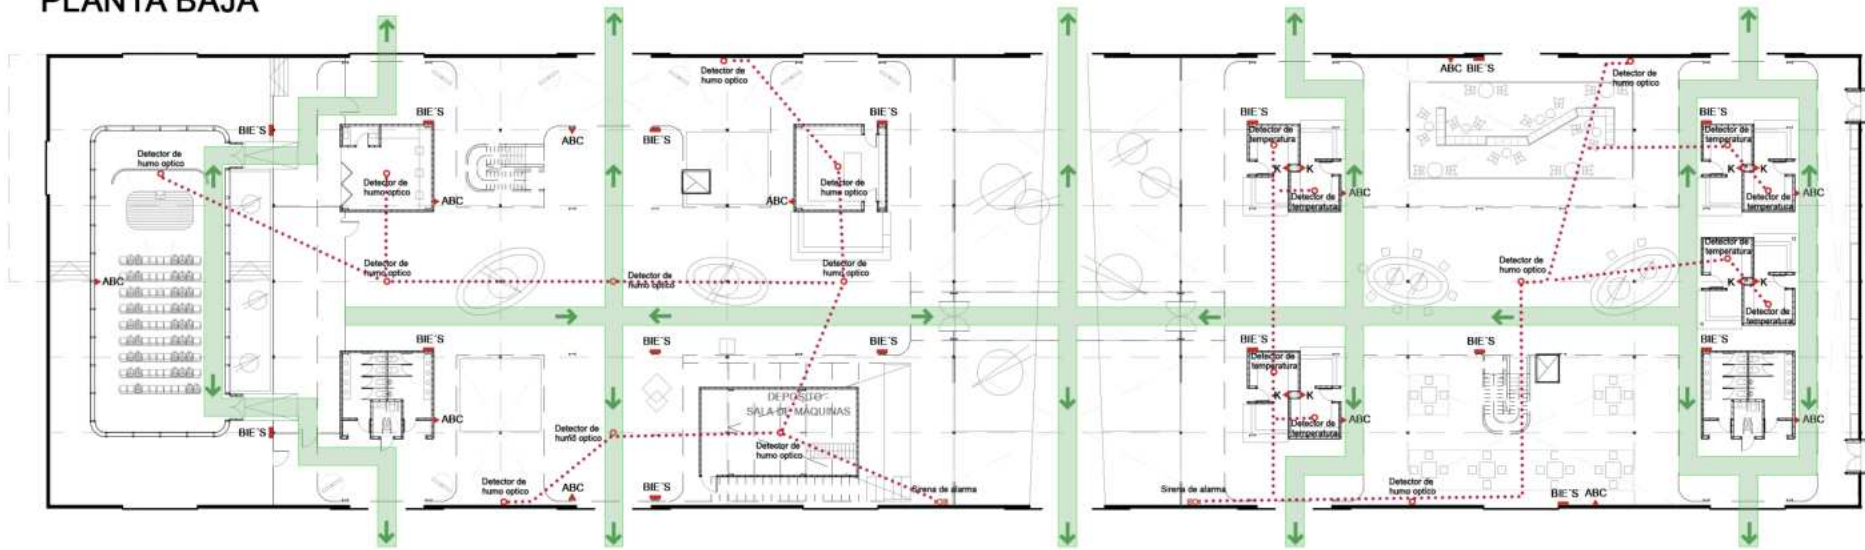 PLANTA BAJA
Detector de
humo optico
ABC BIE´S
Detector de
humo optico
BIE´S
BIE´S
BIE´S
BIE´S
BIE´S
ABC
BIE´S
Detector de
temperatura
Detector de
temperatura
Detector de
humo optico
K K
K K
Detector de
humo optico
Detector de
humo optico
ABC
ABC
Detector de
temperatura
ABC
Detector de
temperatura
ABC
Detector de
temperatura
Detector de
humo optico
Detector de
humo optico
Detector de
humo optico
Detector de
humo optico
ABC
K K
Detector de
temperatura
BIE´S
BIE´S
BIE´S
BIE´S
BIE´S
BIE´S
Detector de
temperatura
K K
DEPOSITO
SALA DE MAQUINAS
ABC
ABC
ABC
Detector de
temperatura
BIE´S
Detector de
humo optico
Detector de
humo optico
Detector de
humo optico
ABC
BIE´S
Sirena de alarma
Sirena de alarma
Detector de
humo optico
BIE´S ABC